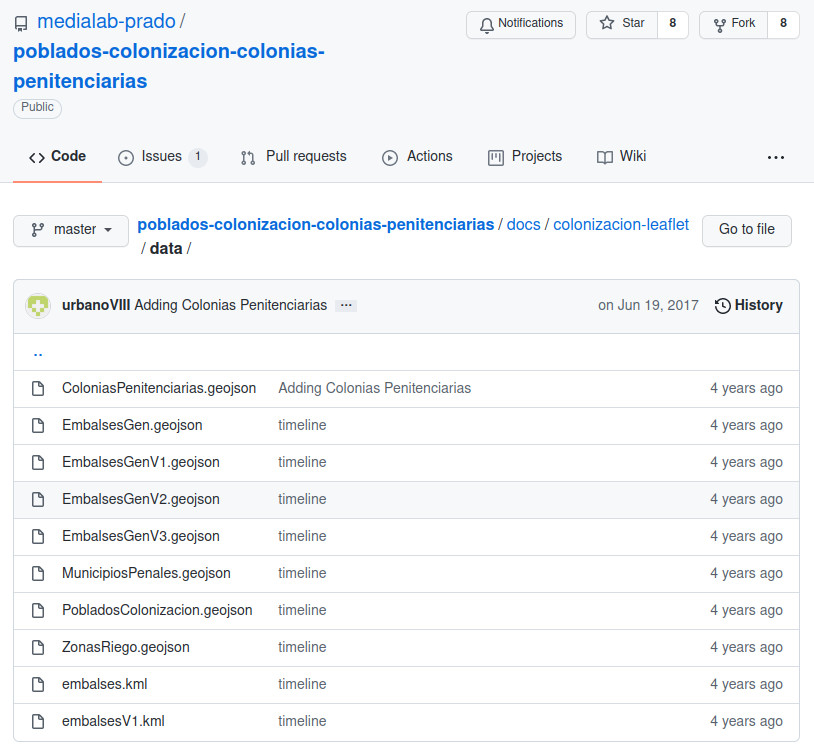 medialab-prado /
poblados-colonizacion-colonias-
penitenciarias
Public
Notifications
Star 8
Fork 8
Code
Issues 1
Pull requests
Actions
Projects
Wiki
...
master
poblados-colonizacion-colonias-penitenciarias / docs / colonizacion-leaflet
/ data /
Go to file
urbanoVIII Adding Colonias Penitenciarias ...
on Jun 19, 2017
History
..
ColoniasPenitenciarias.geojson Adding Colonias Penitenciarias 4 years ago
EmbalsesGen.geojson timeline 4 years ago
EmbalsesGenV1.geojson timeline 4 years ago
EmbalsesGenV2.geojson timeline 4 years ago
EmbalsesGenV3.geojson timeline 4 years ago
MunicipiosPenales.geojson timeline 4 years ago
PobladosColonizacion.geojson timeline 4 years ago
ZonasRiego.geojson timeline 4 years ago
embalses.kml timeline 4 years ago
embalsesV1.kml timeline 4 years ago